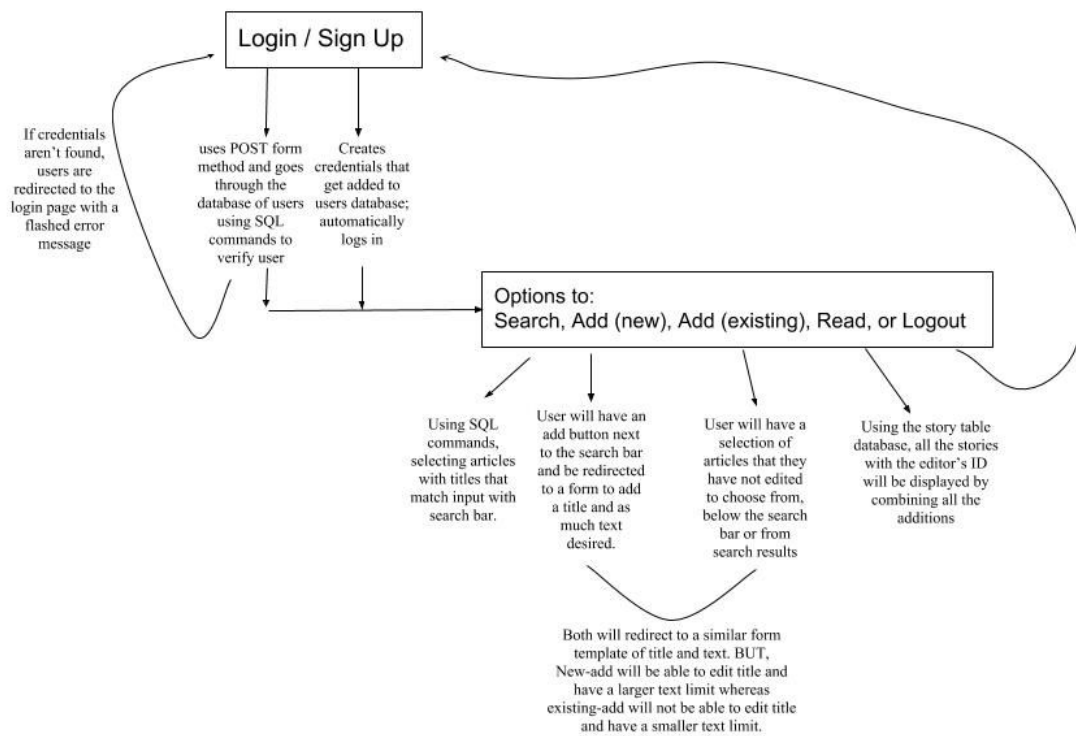 Login / Sign Up
If credentials
aren't found,
users are
redirected to the
login page with a
flashed error
message
uses POST form
method and goes
through the
database of users
using SQL
commands to
verify user
Creates
credentials that
get added to
users database;
automatically
logs in
Options to:
Search, Add (new), Add (existing), Read, or Logout
Using SQL
commands,
selecting articles
with titles that
match input with
search bar.
User will have an
add button next
to the search bar
and be redirected
to a form to add
a title and as
much text
desired.
User will have a
selection of
articles that they
have not edited
to choose from,
below the search
bar or from
search results
Using the story table
database, all the stories
with the editor's ID
will be displayed by
combining all the
additions
Both will redirect to a similar form
template of title and text. BUT,
New-add will be able to edit title and
have a larger text limit whereas
existing-add will not be able to edit title
and have a smaller text limit.